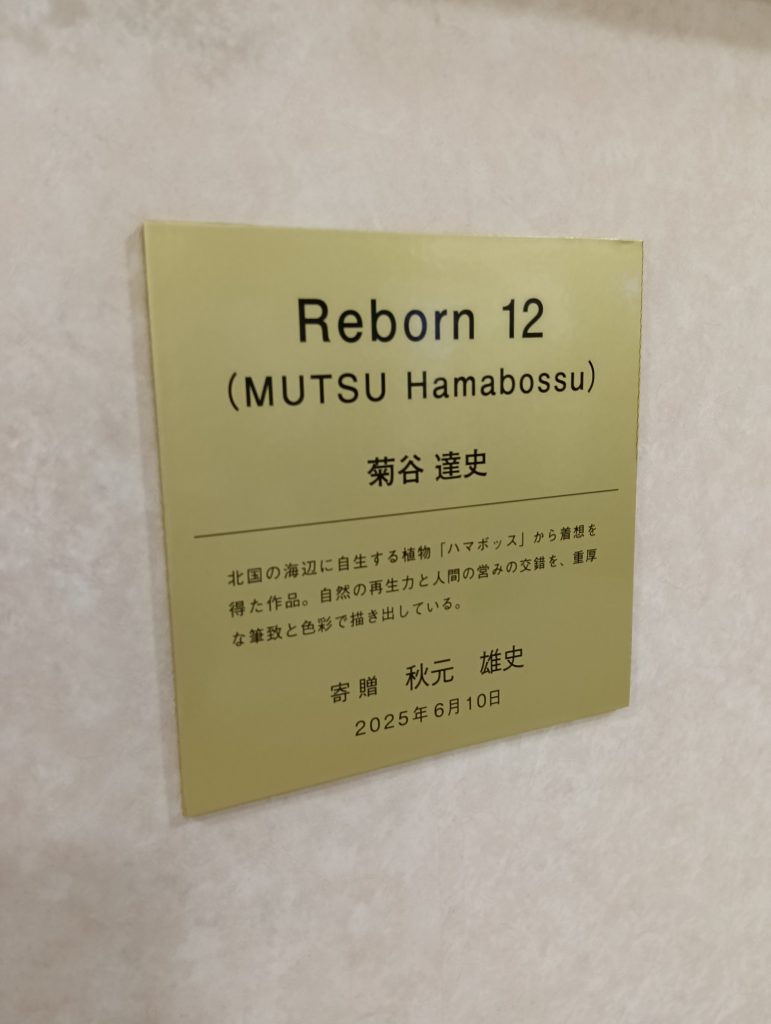 Reborn 12
(MUTSU Hamabossu)
菊谷 達史
北国の海辺に自生する植物「ハマボッス」から着想を
得た作品。自然の再生力と人間の営みの交錯を、重厚
な筆致と色彩で描き出している。
寄贈　秋元　雄史
2025年6月10日